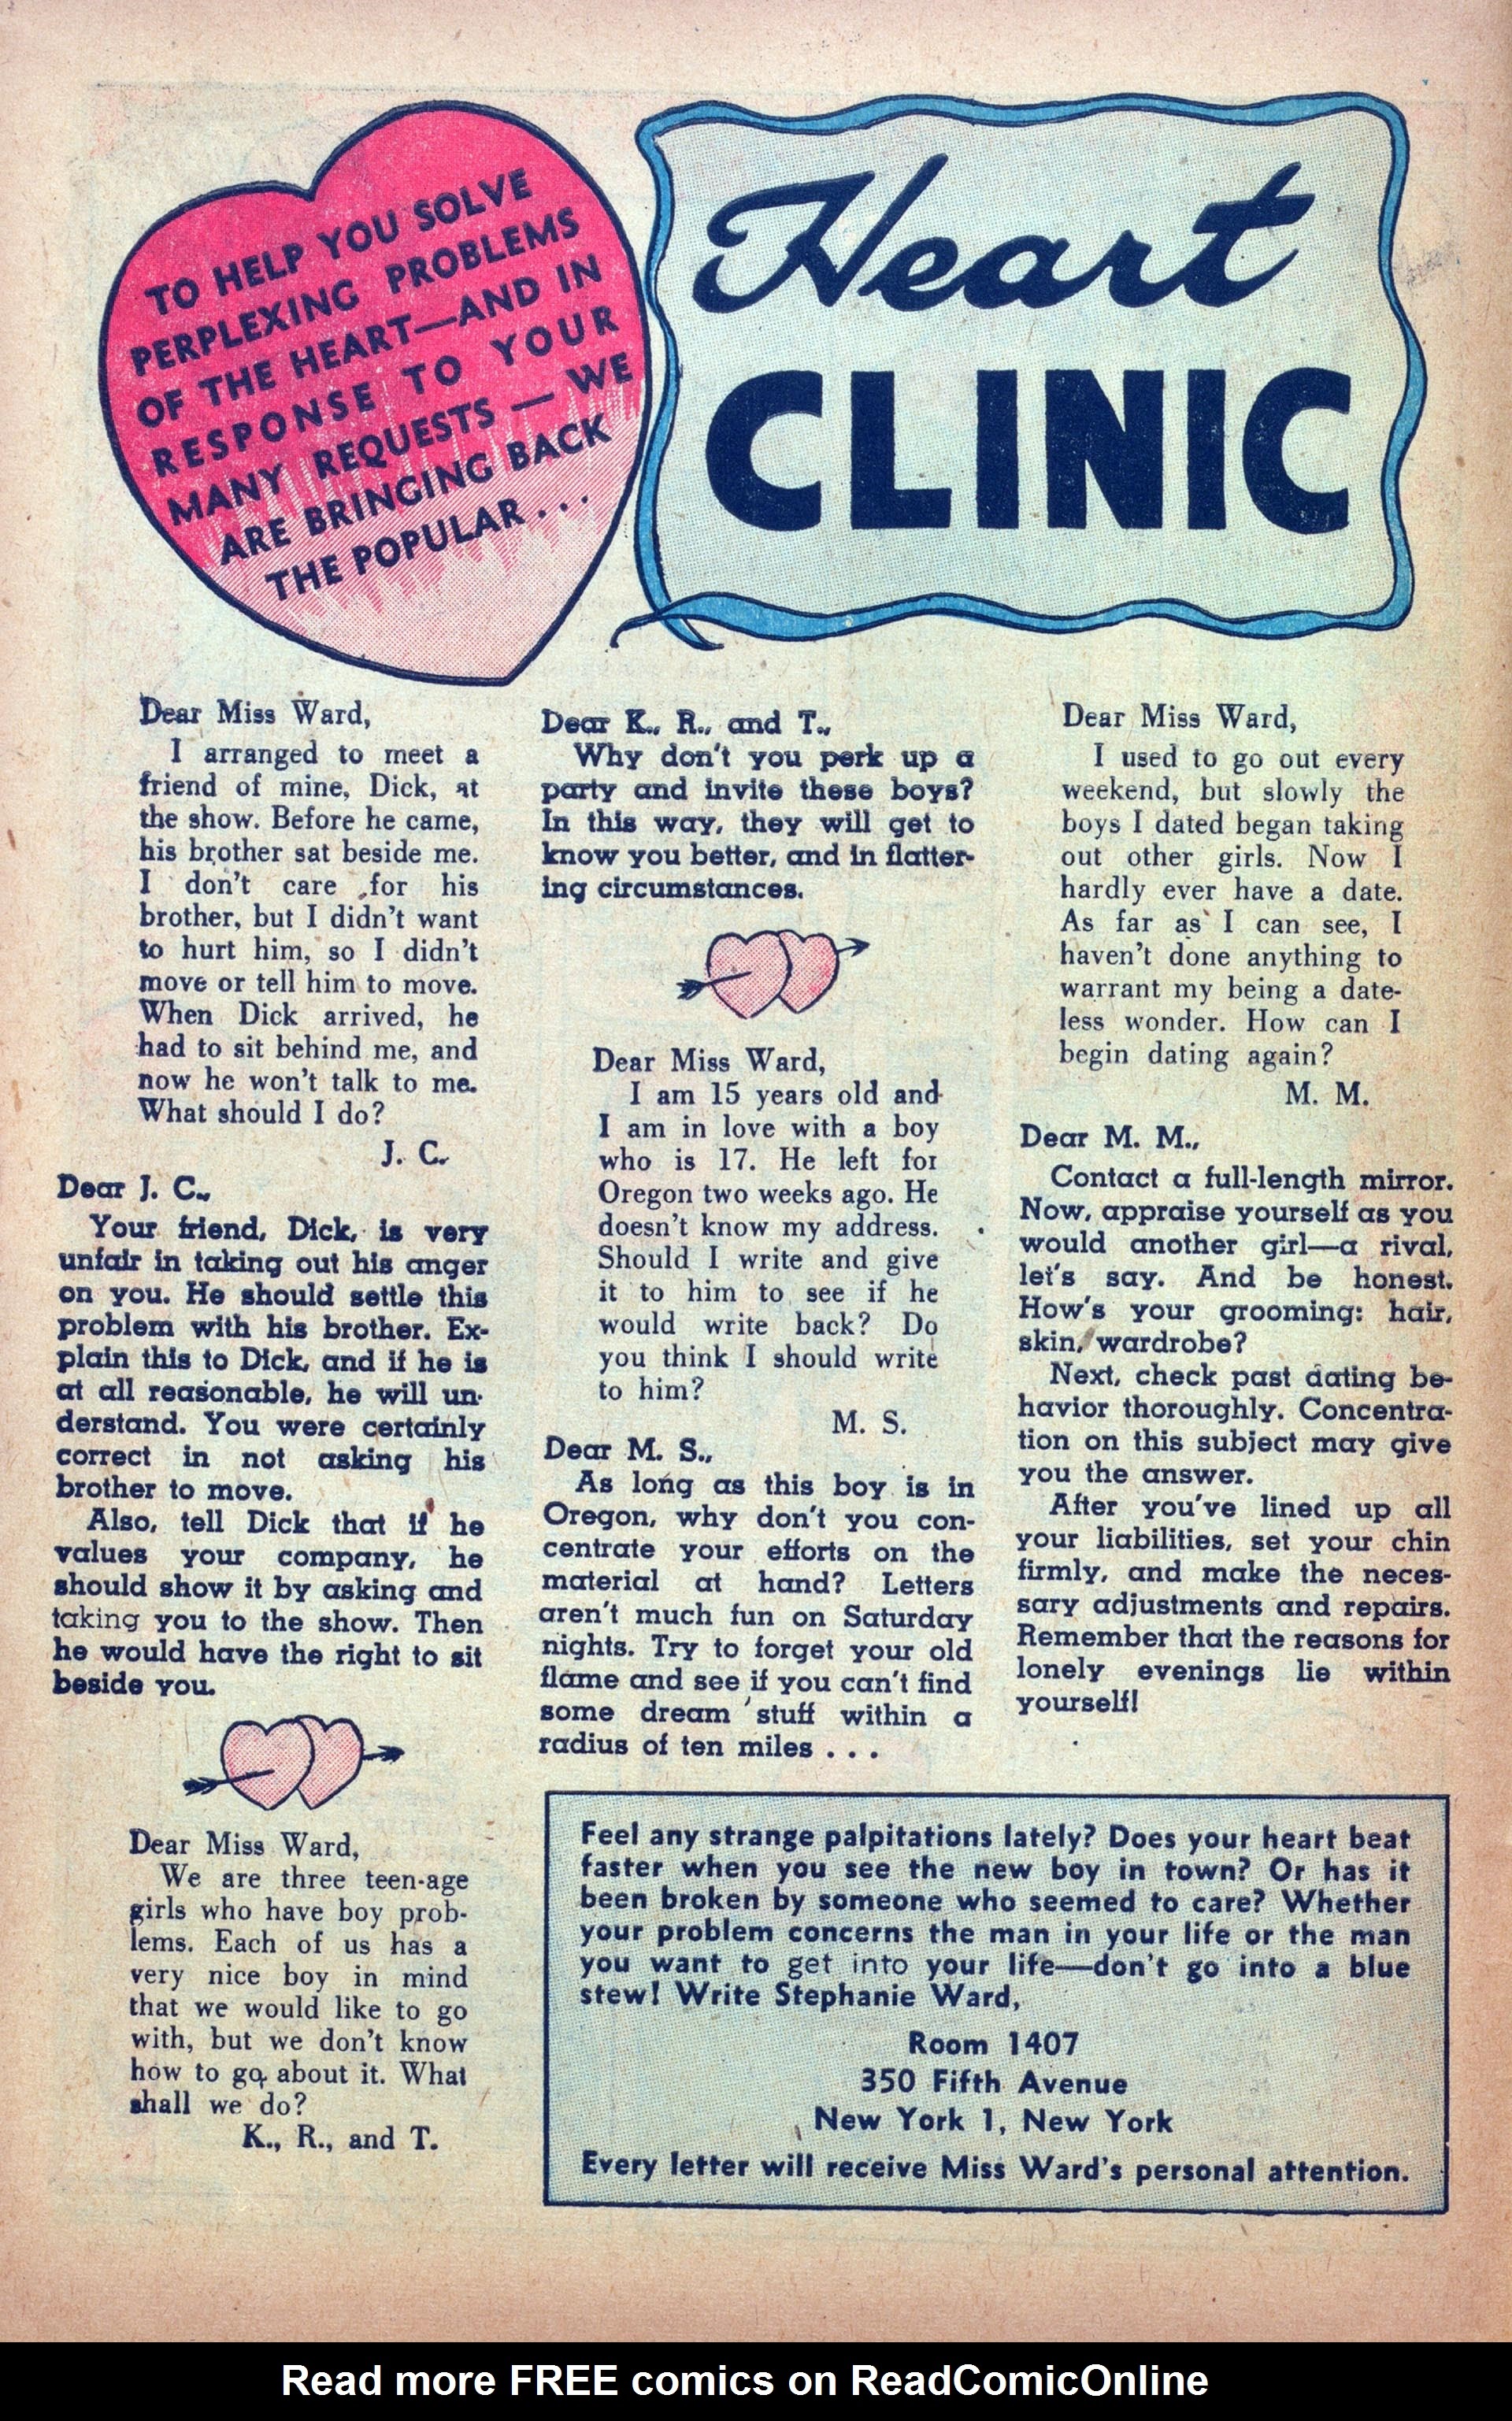 TO HELP YOU SOLVE
PERPLEXING PROBLEMS
OF THE HEART—AND IN
RESPONSE TO YOUR
MANY REQUESTS — WE
ARE BRINGING BACK
THE POPULAR . . .
Heart
CLINIC
Dear Miss Ward,
I arranged to meet a
friend of mine, Dick, at
the show. Before he came,
his brother sat beside me.
I don't care for his
brother, but I didn't want
to hurt him, so I didn't
move or tell him to move.
When Dick arrived, he
had to sit behind me, and
now he won't talk to me.
What should I do?
J. C.
Dear J. C.,
Your friend, Dick, is very
unfair in taking out his anger
on you. He should settle this
problem with his brother. Ex-
plain this to Dick, and if he is
at all reasonable, he will un-
derstand. You were certainly
correct in not asking his
brother to move.
Also, tell Dick that if he
values your company, he
should show it by asking and
taking you to the show. Then
he would have the right to sit
beside you.
Dear Miss Ward,
We are three teen-age
girls who have boy prob-
lems. Each of us has a
very nice boy in mind
that we would like to go
with, but we don't know
how to go about it. What
shall we do?
K., R., and T.
Dear K., R., and T.,
Why don't you perk up a
party and invite these boys?
In this way, they will get to
know you better, and in flatter-
ing circumstances.
Dear Miss Ward,
I am 15 years old and
I am in love with a boy
who is 17. He left for
Oregon two weeks ago. He
doesn't know my address.
Should I write and give
it to him to see if he
would write back? Do
you think I should write
to him?
M. S.
Dear M. S.,
As long as this boy is in
Oregon, why don't you con-
centrate your efforts on the
material at hand? Letters
aren't much fun on Saturday
nights. Try to forget your old
flame and see if you can't find
some dream stuff within a
radius of ten miles . . .
Dear Miss Ward,
I used to go out every
weekend, but slowly the
boys I dated began taking
out other girls. Now I
hardly ever have a date.
As far as I can see, I
haven't done anything to
warrant my being a date-
less wonder. How can I
begin dating again?
M. M.
Dear M. M.,
Contact a full-length mirror.
Now, appraise yourself as you
would another girl—a rival,
let's say. And be honest.
How's your grooming: hair,
skin, wardrobe?
Next, check past dating be-
havior thoroughly. Concentra-
tion on this subject may give
you the answer.
After you've lined up all
your liabilities, set your chin
firmly, and make the neces-
sary adjustments and repairs.
Remember that the reasons for
lonely evenings lie within
yourself!
Feel any strange palpitations lately? Does your heart beat
faster when you see the new boy in town? Or has it
been broken by someone who seemed to care? Whether
your problem concerns the man in your life or the man
you want to get into your life—don't go into a blue
stew! Write Stephanie Ward,
Room 1407
350 Fifth Avenue
New York 1, New York
Every letter will receive Miss Ward's personal attention.
Read more FREE comics on ReadComicOnline